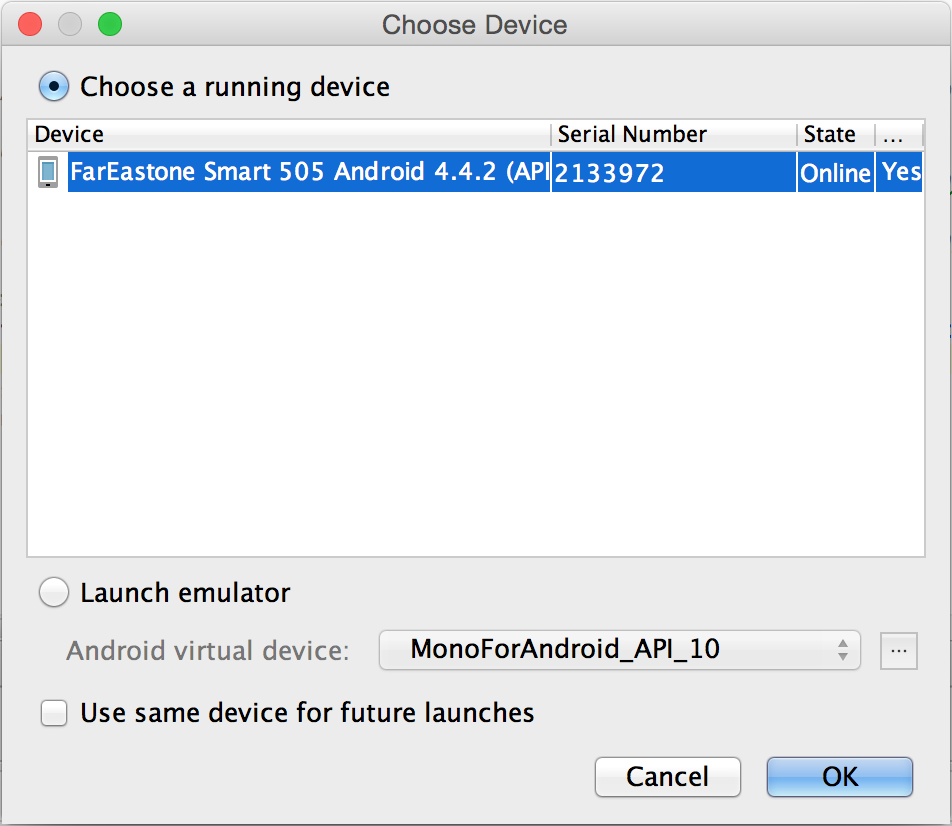 Choose Device
Choose a running device
Device Serial Number State ...
FarEastone Smart 505 Android 4.4.2 (API 2133972 Online Yes
Launch emulator
Android virtual device: MonoForAndroid_API_10 ...
Use same device for future launches
Cancel OK